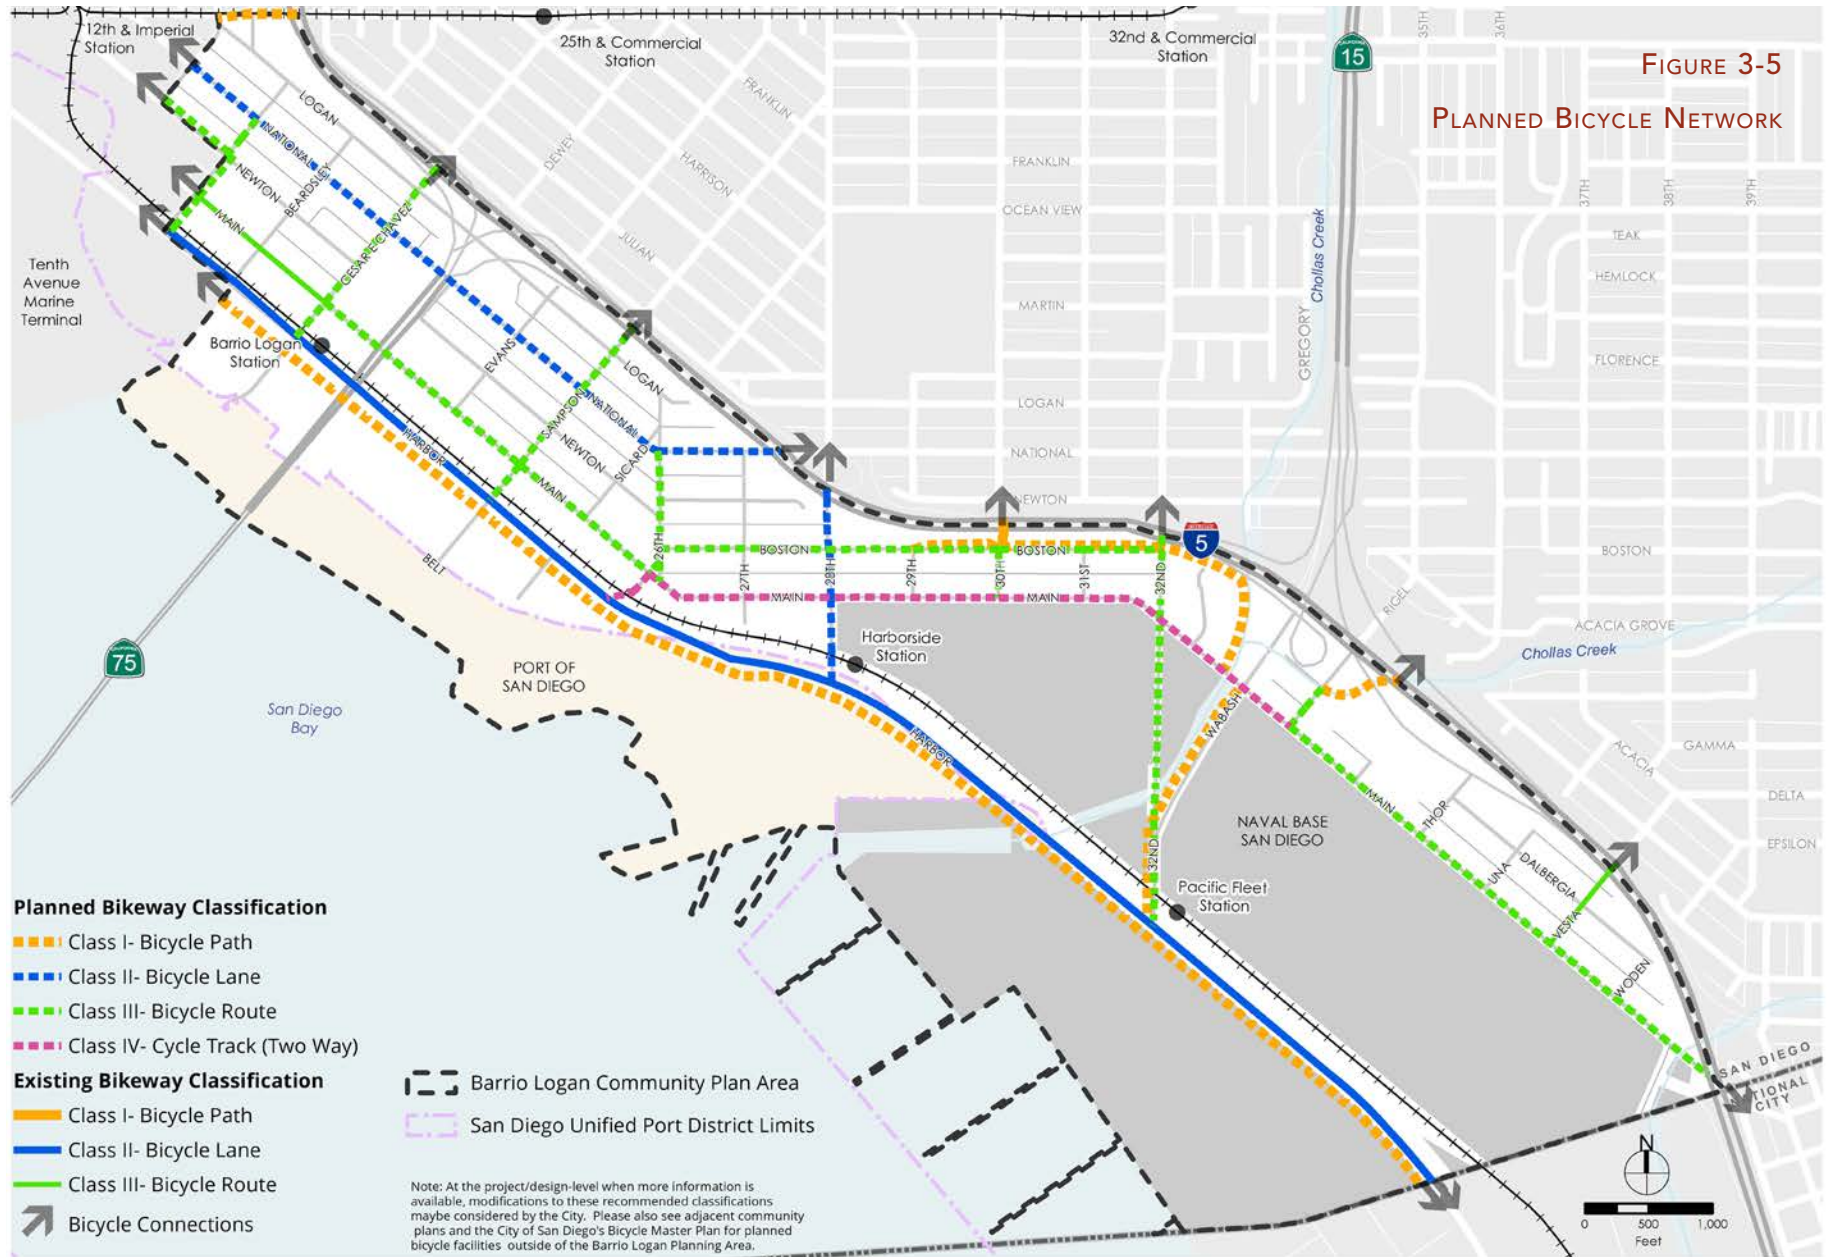 FIGURE 3-5
PLANNED BICYCLE NETWORK
12th & Imperial
Station
25th & Commercial
Station
32nd & Commercial
Station
CALIFORNIA
15
35TH
36TH
37TH
38TH
39TH
LOGAN
NATIONAL
NEWTON
BEARDSLEY
MAIN
CESAR E CHAVEZ
FRANKLIN
DEWEY
HARRISON
JULIAN
FRANKLIN
OCEAN VIEW
MARTIN
LOGAN
NATIONAL
NEWTON
GREGORY
Chollas Creek
TEAK
HEMLOCK
FLORENCE
BOSTON
ACACIA GROVE
Chollas Creek
RIGEL
ACACIA
GAMMA
DELTA
EPSILON
Tenth
Avenue
Marine
Terminal
Barrio Logan
Station
EVANS
LOGAN
SAMPSON
NATIONAL
NEWTON
SICARD
MAIN
HARBOR
BELT
26TH
BOSTON
27TH
28TH
29TH
30TH
BOSTON
31ST
32ND
MAIN
MAIN
5
Harborside
Station
CALIFORNIA
75
PORT OF
SAN DIEGO
San Diego
Bay
HARBOR
WABASH
32ND
NAVAL BASE
SAN DIEGO
Pacific Fleet
Station
MAIN
THOR
UNA
DALBERGIA
VESTA
WODEN
SAN DIEGO
NATIONAL
CITY
Planned Bikeway Classification
Class I- Bicycle Path
Class II- Bicycle Lane
Class III- Bicycle Route
Class IV- Cycle Track (Two Way)
Existing Bikeway Classification
Class I- Bicycle Path
Class II- Bicycle Lane
Class III- Bicycle Route
Bicycle Connections
Barrio Logan Community Plan Area
San Diego Unified Port District Limits
Note: At the project/design-level when more information is
available, modifications to these recommended classifications
maybe considered by the City. Please also see adjacent community
plans and the City of San Diego's Bicycle Master Plan for planned
bicycle facilities outside of the Barrio Logan Planning Area.
N
0 500 1,000
Feet